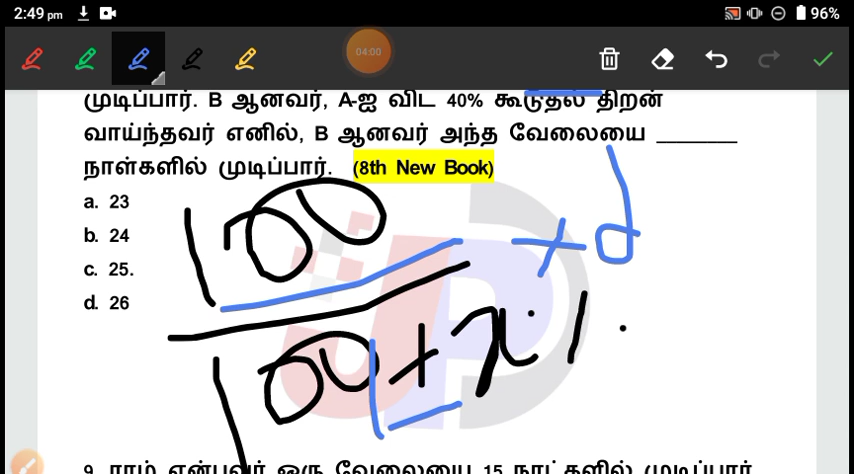 2:49 pm
96%
04:00
முடிப்பார். B ஆனவர், A-ஐ விட 40% கூடுதல் திறன்
வாய்ந்தவர் எனில், B ஆனவர் அந்த வேலையை ________
நாள்களில் முடிப்பார். (8th New Book)
a. 23
b. 24
c. 25.
d. 26
100
100+x%
9. ராம் என்பவர் ஒரு வேலையை 15 நாட்களில் முடிப்பார்